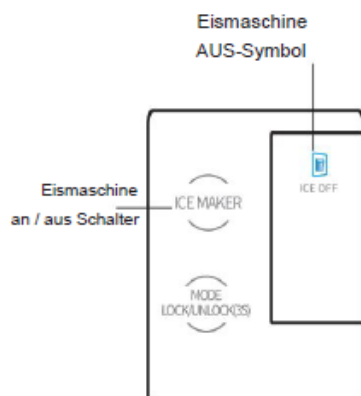 Eismaschine
AUS-Symbol
ICE OFF
Eismaschine
an / aus Schalter
ICE MAKER
MODE
LOCK/UNLOCK(3S)